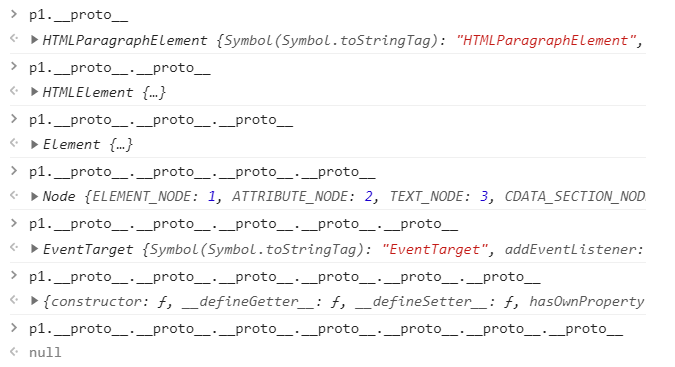 > p1.__proto__
<· ▶ HTMLParagraphElement {Symbol(Symbol.toStringTag): "HTMLParagraphElement",
> p1.__proto__.__proto__
<· ▶ HTMLElement {…}
> p1.__proto__.__proto__.__proto__
<· ▶ Element {…}
> p1.__proto__.__proto__.__proto__.__proto__
<· ▶ Node {ELEMENT_NODE: 1, ATTRIBUTE_NODE: 2, TEXT_NODE: 3, CDATA_SECTION_NOD
> p1.__proto__.__proto__.__proto__.__proto__.__proto__
<· ▶ EventTarget {Symbol(Symbol.toStringTag): "EventTarget", addEventListener:
> p1.__proto__.__proto__.__proto__.__proto__.__proto__.__proto__
<· ▶ {constructor: ƒ, __defineGetter__: ƒ, __defineSetter__: ƒ, hasOwnProperty
> p1.__proto__.__proto__.__proto__.__proto__.__proto__.__proto__.__proto__
<· null